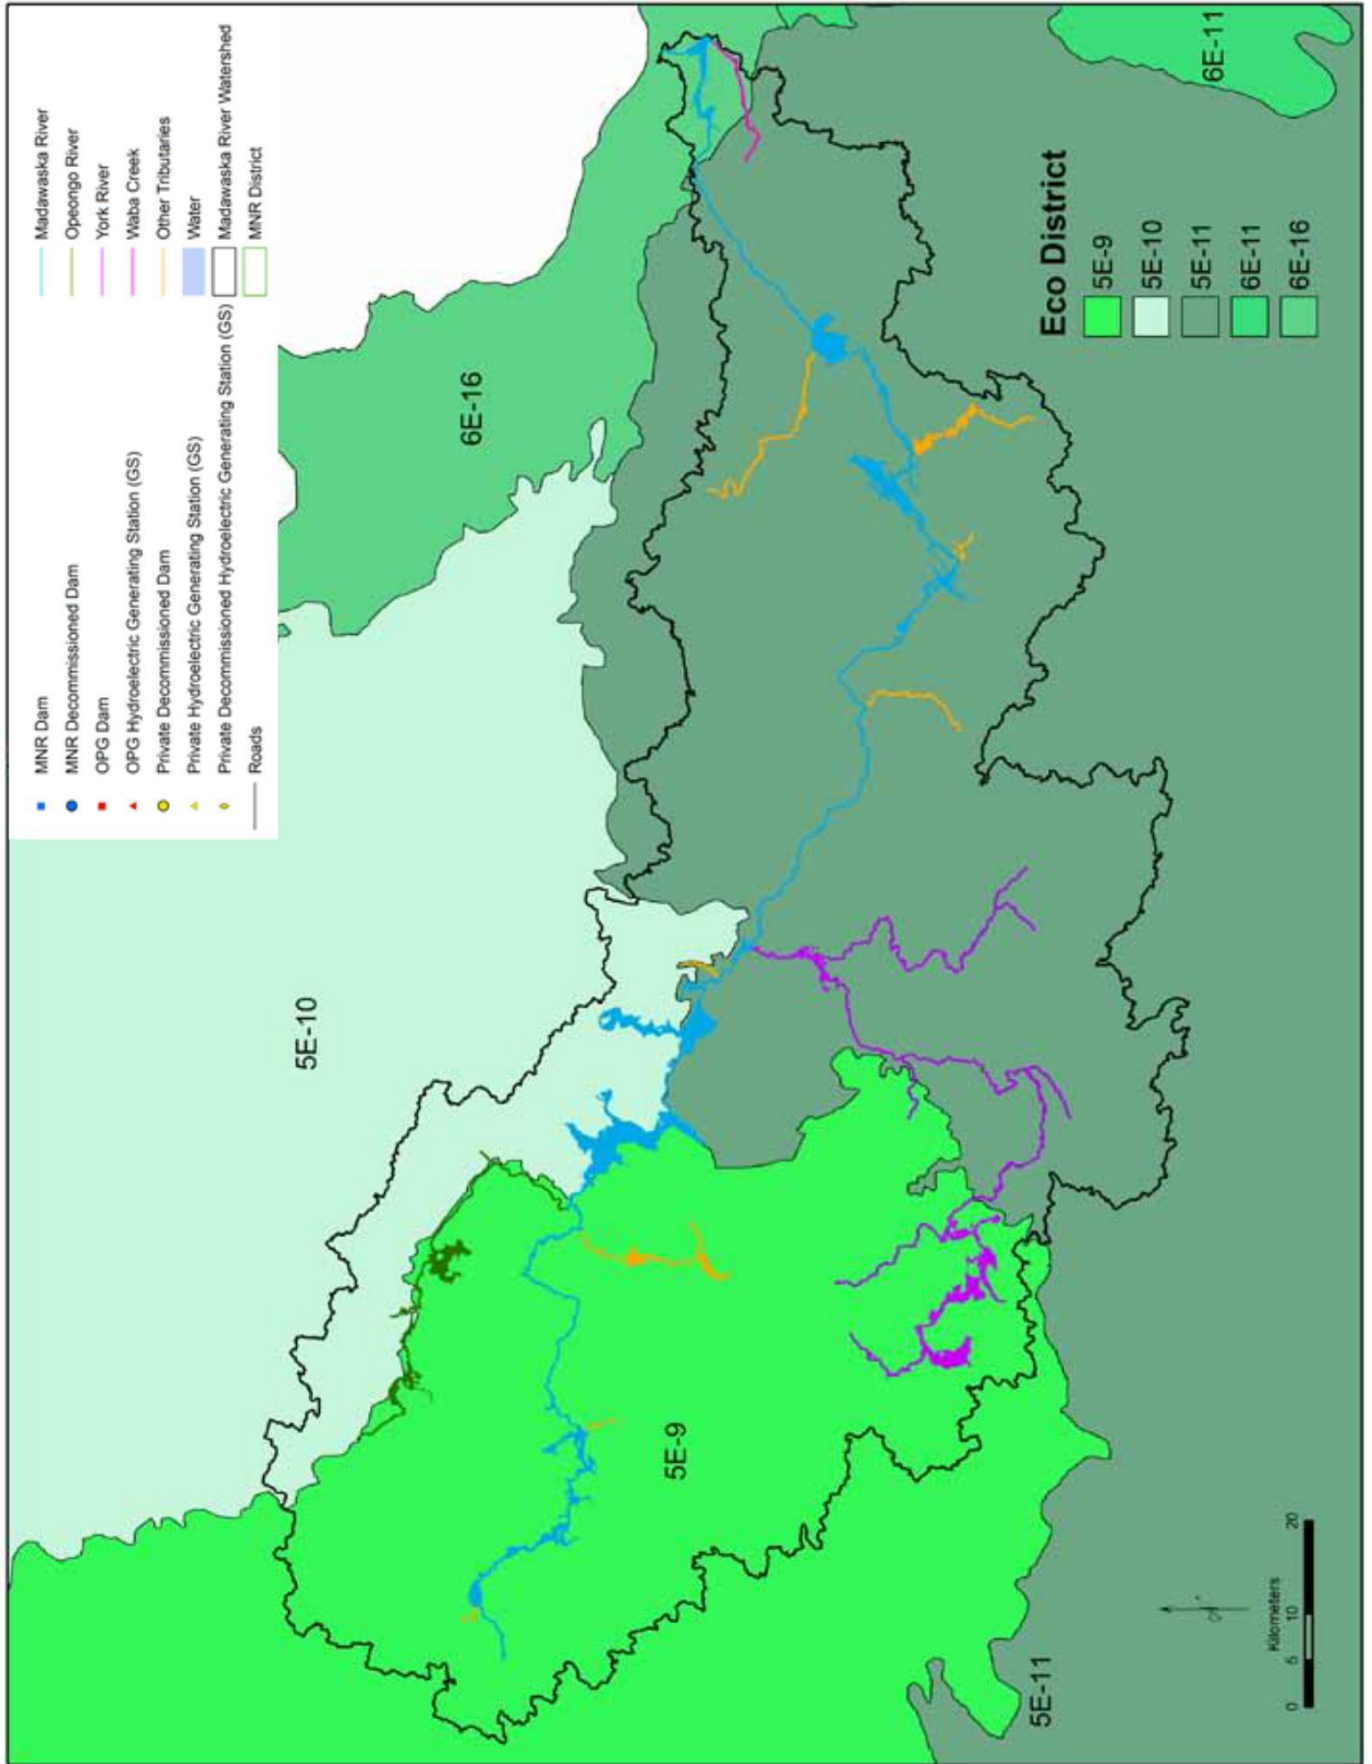 MNR Dam
MNR Decommissioned Dam
OPG Dam
OPG Hydroelectric Generating Station (GS)
Private Decommissioned Dam
Private Hydroelectric Generating Station (GS)
Private Decommissioned Hydroelectric Generating Station (GS)
Roads
Madawaska River
Opeongo River
York River
Waba Creek
Other Tributaries
Water
Madawaska River Watershed
MNR District
5E-10
6E-16
5E-9
5E-11
6E-11
Eco District
5E-9
5E-10
5E-11
6E-11
6E-16
Kilometers
0 5 10 20